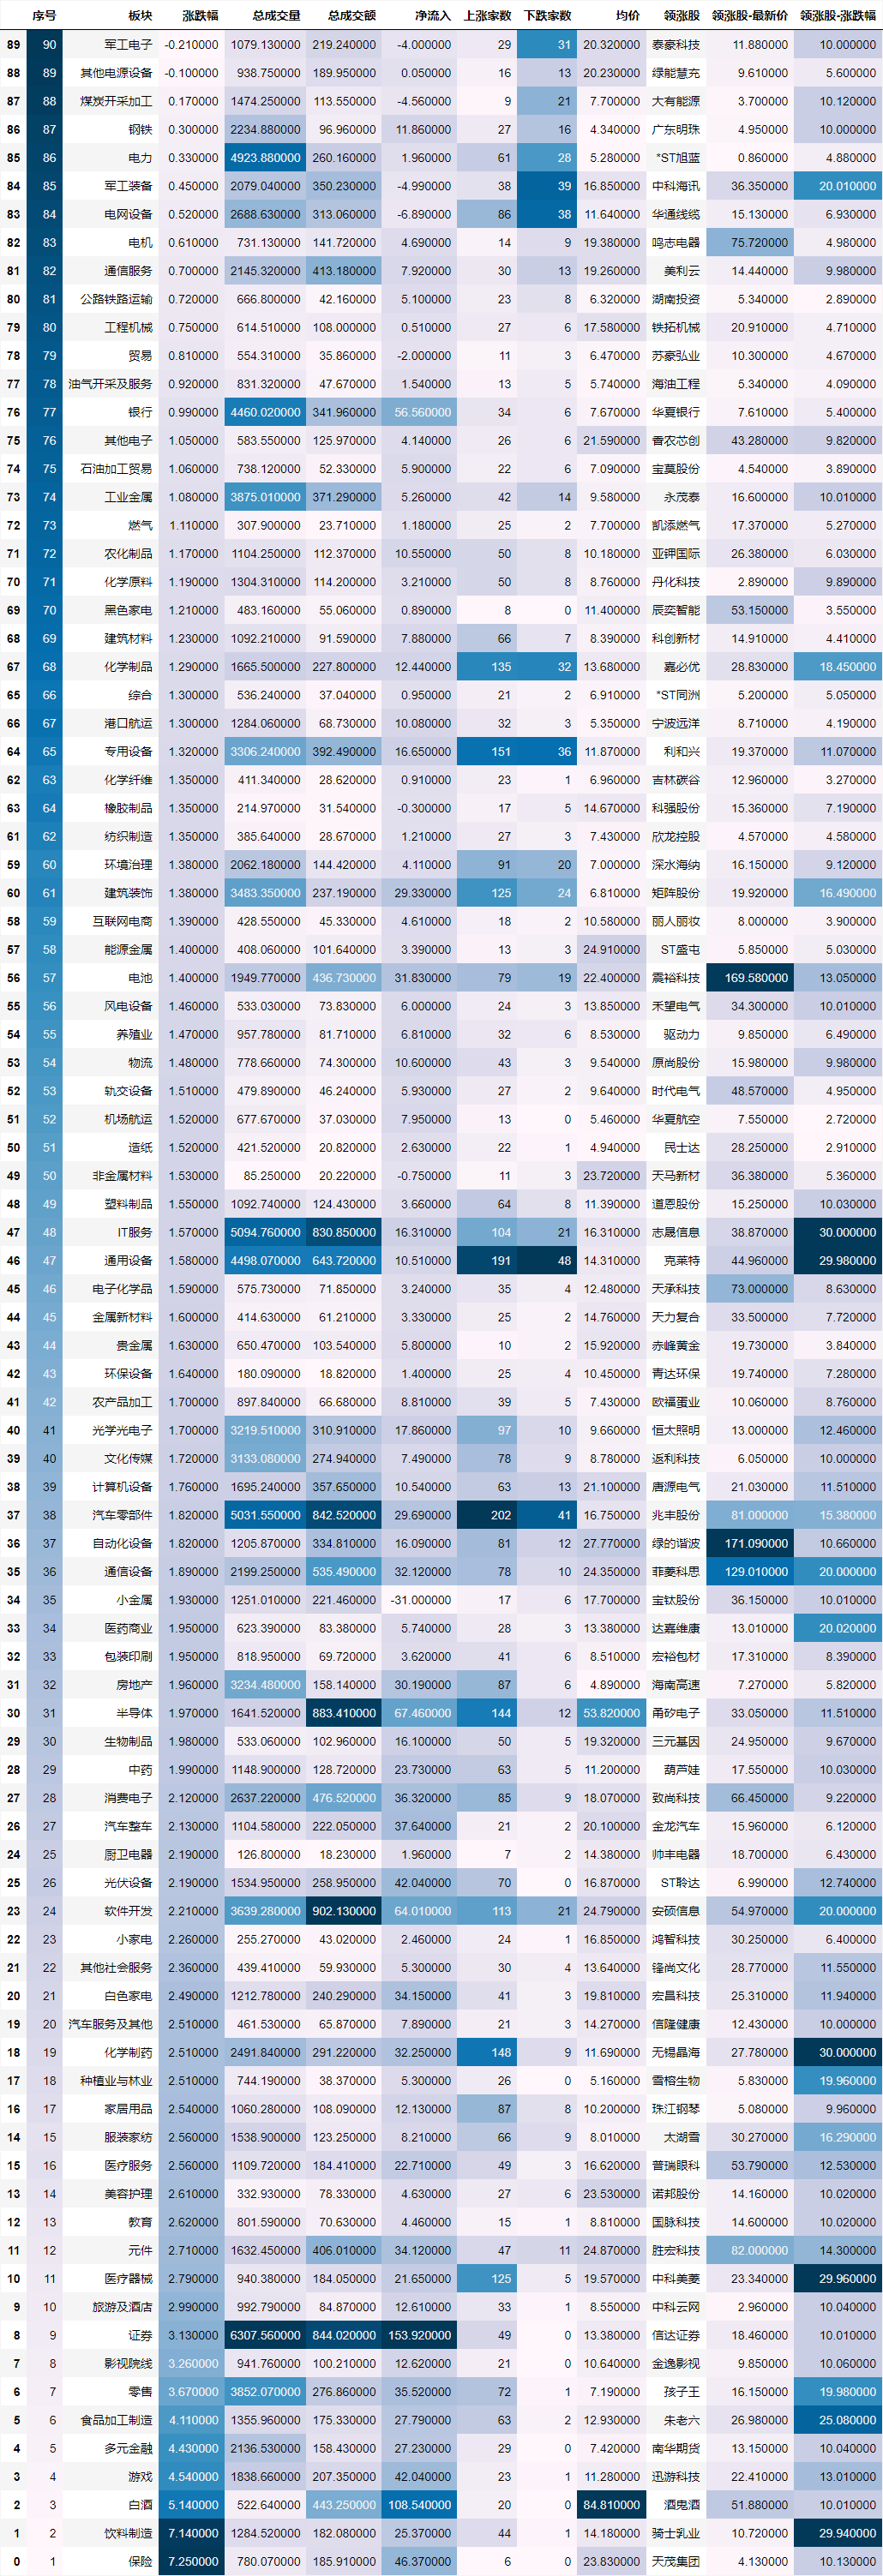 序号 板块 涨跌幅 总成交量 总成交额 净流入 上涨家数 下跌家数 均价 领涨股 领涨股-最新价 领涨股-涨跌幅
89 90 军工电子 -0.210000 1079.130000 219.240000 -4.000000 29 31 20.320000 泰豪科技 11.880000 10.000000
88 89 其他电源设备 -0.100000 938.750000 189.950000 0.050000 16 13 20.230000 绿能慧充 9.610000 5.600000
87 88 煤炭开采加工 0.170000 1474.250000 113.550000 -4.560000 9 21 7.700000 大有能源 3.700000 10.120000
86 87 钢铁 0.300000 2234.880000 96.960000 11.860000 27 16 4.340000 广东明珠 4.950000 10.000000
85 86 电力 0.330000 4923.880000 260.160000 1.960000 61 28 5.280000 *ST旭蓝 0.860000 4.880000
84 85 军工装备 0.450000 2079.040000 350.230000 -4.990000 38 39 16.850000 中科海讯 36.350000 20.010000
83 84 电网设备 0.520000 2688.630000 313.060000 -6.890000 86 38 11.640000 华通线缆 15.130000 6.930000
82 83 电机 0.610000 731.130000 141.720000 4.690000 14 9 19.380000 鸣志电器 75.720000 4.980000
81 82 通信服务 0.700000 2145.320000 413.180000 7.920000 30 13 19.260000 美利云 14.440000 9.980000
80 81 公路铁路运输 0.720000 666.800000 42.160000 5.100000 23 8 6.320000 湖南投资 5.340000 2.890000
79 80 工程机械 0.750000 614.510000 108.000000 0.510000 27 6 17.580000 铁拓机械 20.910000 4.710000
78 79 贸易 0.810000 554.310000 35.860000 -2.000000 11 3 6.470000 苏豪弘业 10.300000 4.670000
77 78 油气开采及服务 0.920000 831.320000 47.670000 1.540000 13 5 5.740000 海油工程 5.340000 4.090000
76 77 银行 0.990000 4460.020000 341.960000 56.560000 34 6 7.670000 华夏银行 7.610000 5.400000
75 76 其他电子 1.050000 583.550000 125.970000 4.140000 26 6 21.590000 香农芯创 43.280000 9.820000
74 75 石油加工贸易 1.060000 738.120000 52.330000 5.900000 22 6 7.090000 宝莫股份 4.540000 3.890000
73 74 工业金属 1.080000 3875.010000 371.290000 5.260000 42 14 9.580000 永茂泰 16.600000 10.010000
72 73 燃气 1.110000 307.900000 23.710000 1.180000 25 2 7.700000 凯添燃气 17.370000 5.270000
71 72 农化制品 1.170000 1104.250000 112.370000 10.550000 50 8 10.180000 亚钾国际 26.380000 6.030000
70 71 化学原料 1.190000 1304.310000 114.200000 3.210000 50 8 8.760000 丹化科技 2.890000 9.890000
69 70 黑色家电 1.210000 483.160000 55.060000 0.890000 8 0 11.400000 辰奕智能 53.150000 3.550000
68 69 建筑材料 1.230000 1092.210000 91.590000 7.880000 66 7 8.390000 科创新材 14.910000 4.410000
67 68 化学制品 1.290000 1665.500000 227.800000 12.440000 135 32 13.680000 嘉必优 28.830000 18.450000
65 66 综合 1.300000 536.240000 37.040000 0.950000 21 2 6.910000 *ST同洲 5.200000 5.050000
66 67 港口航运 1.300000 1284.060000 68.730000 10.080000 32 3 5.350000 宁波远洋 8.710000 4.190000
64 65 专用设备 1.320000 3306.240000 392.490000 16.650000 151 36 11.870000 利和兴 19.370000 11.070000
62 63 化学纤维 1.350000 411.340000 28.620000 0.910000 23 1 6.960000 吉林碳谷 12.960000 3.270000
63 64 橡胶制品 1.350000 214.970000 31.540000 -0.300000 17 5 14.670000 科强股份 15.360000 7.190000
61 62 纺织制造 1.350000 385.640000 28.670000 1.210000 27 3 7.430000 欣龙控股 4.570000 4.580000
59 60 环境治理 1.380000 2062.180000 144.420000 4.110000 91 20 7.000000 深水海纳 16.150000 9.120000
60 61 建筑装饰 1.380000 3483.350000 237.190000 29.330000 125 24 6.810000 矩阵股份 19.920000 16.490000
58 59 互联网电商 1.390000 428.550000 45.330000 4.610000 18 2 10.580000 丽人丽妆 8.000000 3.900000
57 58 能源金属 1.400000 408.060000 101.640000 3.390000 13 3 24.910000 ST盛屯 5.850000 5.030000
56 57 电池 1.400000 1949.770000 436.730000 31.830000 79 19 22.400000 震裕科技 169.580000 13.050000
55 56 风电设备 1.460000 533.030000 73.830000 6.000000 24 3 13.850000 禾望电气 34.300000 10.010000
54 55 养殖业 1.470000 957.780000 81.710000 6.810000 32 6 8.530000 驱动力 9.850000 6.490000
53 54 物流 1.480000 778.660000 74.300000 10.600000 43 3 9.540000 原尚股份 15.980000 9.980000
52 53 轨交设备 1.510000 479.890000 46.240000 5.930000 27 2 9.640000 时代电气 48.570000 4.950000
51 52 机场航运 1.520000 677.670000 37.030000 7.950000 13 0 5.460000 华夏航空 7.550000 2.720000
50 51 造纸 1.520000 421.520000 20.820000 2.630000 22 1 4.940000 民士达 28.250000 2.910000
49 50 非金属材料 1.530000 85.250000 20.220000 -0.750000 11 3 23.720000 天马新材 36.380000 5.360000
48 49 塑料制品 1.550000 1092.740000 124.430000 3.660000 64 8 11.390000 道恩股份 15.250000 10.030000
47 48 IT服务 1.570000 5094.760000 830.850000 16.310000 104 21 16.310000 志晟信息 38.870000 30.000000
46 47 通用设备 1.580000 4498.070000 643.720000 10.510000 191 48 14.310000 克莱特 44.960000 29.980000
45 46 电子化学品 1.590000 575.730000 71.850000 3.240000 35 4 12.480000 天承科技 73.000000 8.630000
44 45 金属新材料 1.600000 414.630000 61.210000 3.330000 25 2 14.760000 天力复合 33.500000 7.720000
43 44 贵金属 1.630000 650.470000 103.540000 5.800000 10 2 15.920000 赤峰黄金 19.730000 3.840000
42 43 环保设备 1.640000 180.090000 18.820000 1.400000 25 4 10.450000 青达环保 19.740000 7.280000
41 42 农产品加工 1.700000 897.840000 66.680000 8.810000 39 5 7.430000 欧福蛋业 10.060000 8.760000
40 41 光学光电子 1.700000 3219.510000 310.910000 17.860000 97 10 9.660000 恒太照明 13.000000 12.460000
39 40 文化传媒 1.720000 3133.080000 274.940000 7.490000 78 9 8.780000 返利科技 6.050000 10.000000
38 39 计算机设备 1.760000 1695.240000 357.650000 10.540000 63 13 21.100000 唐源电气 21.030000 11.510000
37 38 汽车零部件 1.820000 5031.550000 842.520000 29.690000 202 41 16.750000 兆丰股份 81.000000 15.380000
36 37 自动化设备 1.820000 1205.870000 334.810000 16.090000 81 12 27.770000 绿的谐波 171.090000 10.660000
35 36 通信设备 1.890000 2199.250000 535.490000 32.120000 78 10 24.350000 菲菱科思 129.010000 20.000000
34 35 小金属 1.930000 1251.010000 221.460000 -31.000000 17 6 17.700000 宝钛股份 36.150000 10.010000
33 34 医药商业 1.950000 623.390000 83.380000 5.740000 28 3 13.380000 达嘉维康 13.010000 20.020000
32 33 包装印刷 1.950000 818.950000 69.720000 3.620000 41 6 8.510000 宏裕包材 17.310000 8.390000
31 32 房地产 1.960000 3234.480000 158.140000 30.190000 87 6 4.890000 海南高速 7.270000 5.820000
30 31 半导体 1.970000 1641.520000 883.410000 67.460000 144 12 53.820000 甬矽电子 33.050000 11.510000
29 30 生物制品 1.980000 533.060000 102.960000 16.100000 50 5 19.320000 三元基因 24.950000 9.670000
28 29 中药 1.990000 1148.900000 128.720000 23.730000 63 5 11.200000 葫芦娃 17.550000 10.030000
27 28 消费电子 2.120000 2637.220000 476.520000 36.320000 85 9 18.070000 致尚科技 66.450000 9.220000
26 27 汽车整车 2.130000 1104.580000 222.050000 37.640000 21 2 20.100000 金龙汽车 15.960000 6.120000
24 25 厨卫电器 2.190000 126.800000 18.230000 1.960000 7 2 14.380000 帅丰电器 18.700000 6.430000
25 26 光伏设备 2.190000 1534.950000 258.950000 42.040000 70 0 16.870000 ST聆达 6.990000 12.740000
23 24 软件开发 2.210000 3639.280000 902.130000 64.010000 113 21 24.790000 安硕信息 54.970000 20.000000
22 23 小家电 2.260000 255.270000 43.020000 2.460000 24 1 16.850000 鸿智科技 30.250000 6.400000
21 22 其他社会服务 2.360000 439.410000 59.930000 5.300000 30 4 13.640000 锋尚文化 28.770000 11.550000
20 21 白色家电 2.490000 1212.780000 240.290000 34.150000 41 3 19.810000 宏昌科技 25.310000 11.940000
19 20 汽车服务及其他 2.510000 461.530000 65.870000 7.890000 21 3 14.270000 信隆健康 12.430000 10.000000
18 19 化学制药 2.510000 2491.840000 291.220000 32.250000 148 9 11.690000 无锡晶海 27.780000 30.000000
17 18 种植业与林业 2.510000 744.190000 38.370000 5.300000 26 0 5.160000 雪榕生物 5.830000 19.960000
16 17 家居用品 2.540000 1060.280000 108.090000 12.130000 87 8 10.200000 珠江钢琴 5.080000 9.960000
14 15 服装家纺 2.560000 1538.900000 123.250000 8.210000 66 9 8.010000 太湖雪 30.270000 16.290000
15 16 医疗服务 2.560000 1109.720000 184.410000 22.710000 49 3 16.620000 普瑞眼科 53.790000 12.530000
13 14 美容护理 2.610000 332.930000 78.330000 4.630000 27 6 23.530000 诺邦股份 14.160000 10.020000
12 13 教育 2.620000 801.590000 70.630000 4.460000 15 1 8.810000 国脉科技 14.600000 10.020000
11 12 元件 2.710000 1632.450000 406.010000 34.120000 47 11 24.870000 胜宏科技 82.000000 14.300000
10 11 医疗器械 2.790000 940.380000 184.050000 21.650000 125 5 19.570000 中科美菱 23.340000 29.960000
9 10 旅游及酒店 2.990000 992.790000 84.870000 12.610000 33 1 8.550000 中科云网 2.960000 10.040000
8 9 证券 3.130000 6307.560000 844.020000 153.920000 49 0 13.380000 信达证券 18.460000 10.010000
7 8 影视院线 3.260000 941.760000 100.210000 12.620000 21 0 10.640000 金逸影视 9.850000 10.060000
6 7 零售 3.670000 3852.070000 276.860000 35.520000 72 1 7.190000 孩子王 16.150000 19.980000
5 6 食品加工制造 4.110000 1355.960000 175.330000 27.790000 63 2 12.930000 朱老六 26.980000 25.080000
4 5 多元金融 4.430000 2136.530000 158.430000 27.230000 29 0 7.420000 南华期货 13.150000 10.040000
3 4 游戏 4.540000 1838.660000 207.350000 42.040000 23 1 11.280000 迅游科技 22.410000 13.010000
2 3 白酒 5.140000 522.640000 443.250000 108.540000 20 0 84.810000 酒鬼酒 51.880000 10.010000
1 2 饮料制造 7.140000 1284.520000 182.080000 25.370000 44 1 14.180000 骑士乳业 10.720000 29.940000
0 1 保险 7.250000 780.070000 185.910000 46.370000 6 0 23.830000 天茂集团 4.130000 10.130000